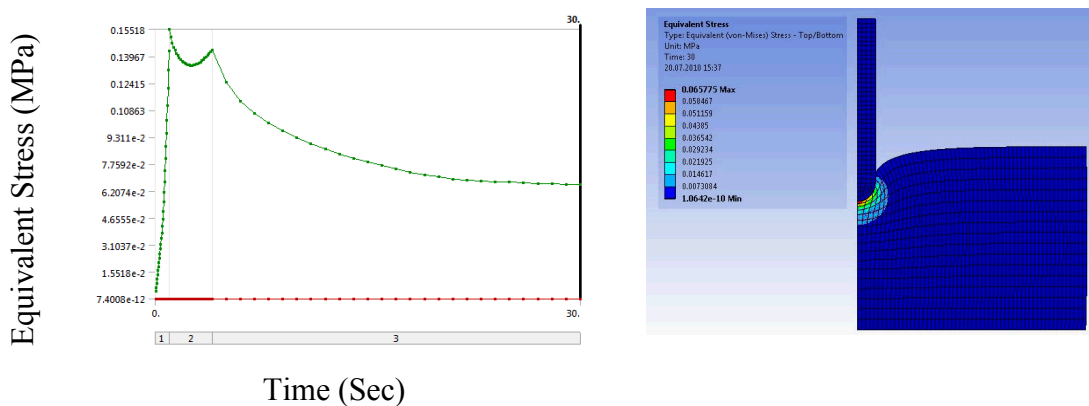 Equivalent Stress (MPa)
30.
0.15518
0.13967
0.12415
0.10863
9.311e-2
7.7592e-2
6.2074e-2
4.6555e-2
3.1037e-2
1.5518e-2
7.4008e-12
0.
30.
1 2 3
Time (Sec)
Equivalent Stress
Type: Equivalent (von-Mises) Stress - Top/Bottom
Unit: MPa
Time: 30
20.07.2010 15:37
0.065775 Max
0.058467
0.051159
0.04385
0.036542
0.029234
0.021925
0.014617
0.0073084
1.0642e-10 Min